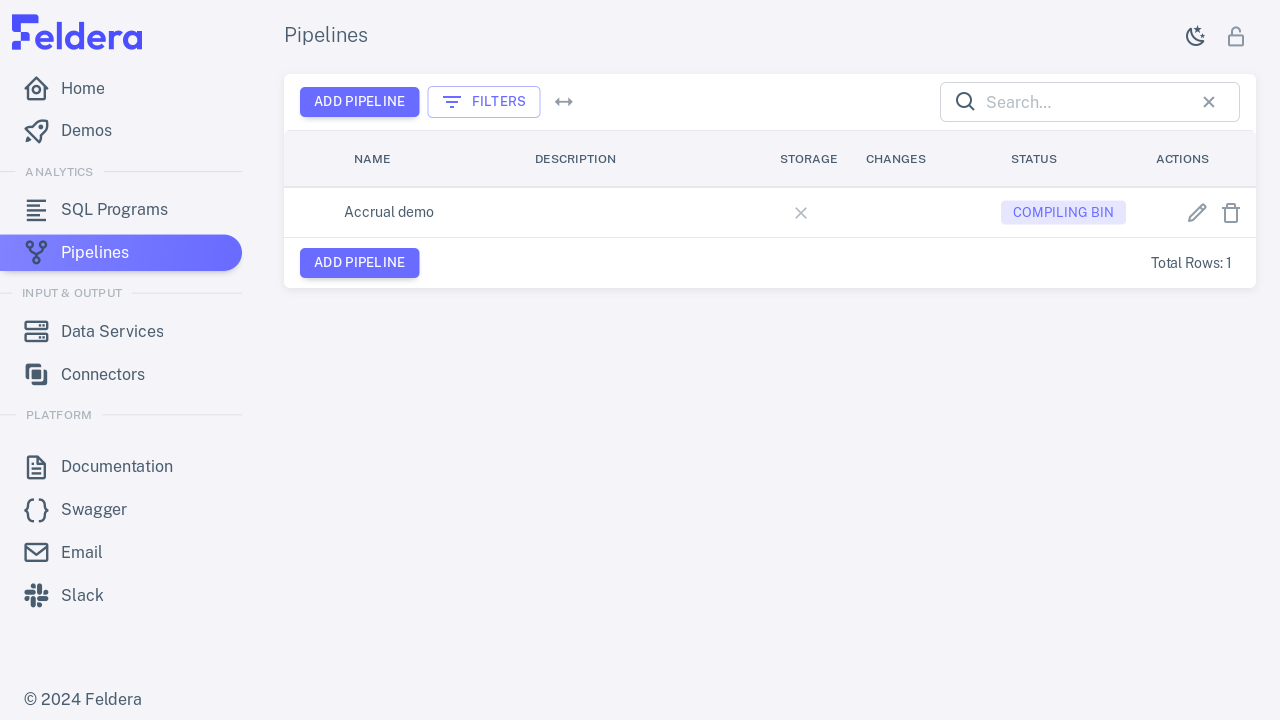 Feldera
Pipelines
Home
Demos
ANALYTICS
SQL Programs
Pipelines
INPUT & OUTPUT
Data Services
Connectors
PLATFORM
Documentation
Swagger
Email
Slack
© 2024 Feldera
ADD PIPELINE
FILTERS
Search...
NAME DESCRIPTION STORAGE CHANGES STATUS ACTIONS
Accrual demo COMPILING BIN
ADD PIPELINE
Total Rows: 1